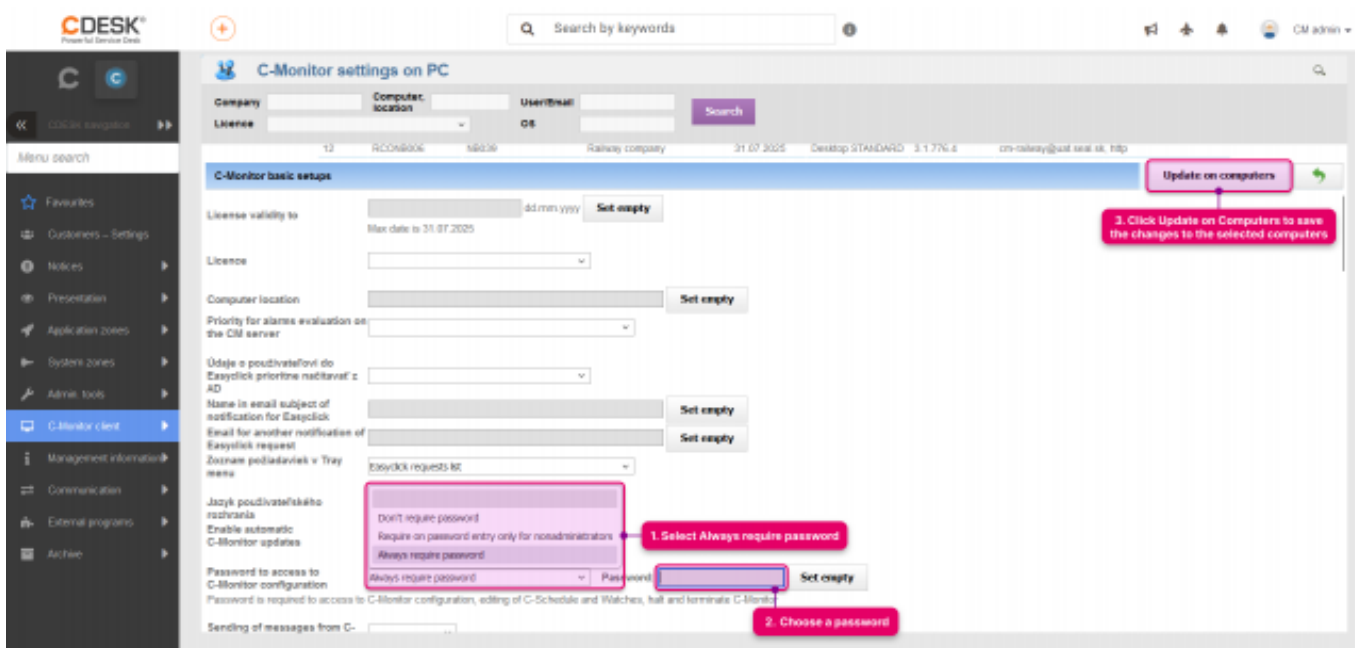 CDESK®
Powerful Service Desk
Search by keywords
CM admin
C-Monitor settings on PC
Company
Computer, location
User/Email
Licence
OS
Search
CDESK navigation
Menu search
12 RCONB006 NB039 Railway company 31.07.2025 Desktop STANDARD 3.1.776.4
C-Monitor basic setups
Update on computers
3. Click Update on Computers to save
the changes to the selected computers
Favourites
Customers – Settings
Notices
Presentation
Application zones
System zones
Admin. tools
C-Monitor client
Management information
Communication
External programs
Archive
License validity to
dd.mm.yyyy
Set empty
Max date is 31.07.2025
Licence
Computer location
Set empty
Priority for alarms evaluation on
the CM server
Údaje o používateľovi do
Easyclick prioritne načítavať z
AD
Name in email subject of
notification for Easyclick
Set empty
Email for another notification of
Easyclick request
Set empty
Zoznam požiadaviek v Tray
menu
Easyclick requests list
Jazyk používateľského
rozhrania
Enable automatic
C-Monitor updates
Don't require password
Require on password entry only for nonadministrators
Always require password
1. Select Always require password
Password to access to
C-Monitor configuration
Always require password
Password
Set empty
Password is required to access to C-Monitor configuration, editing of C-Schedule and Watches, halt and terminate C-Monitor
2. Choose a password
Sending of messages from C-